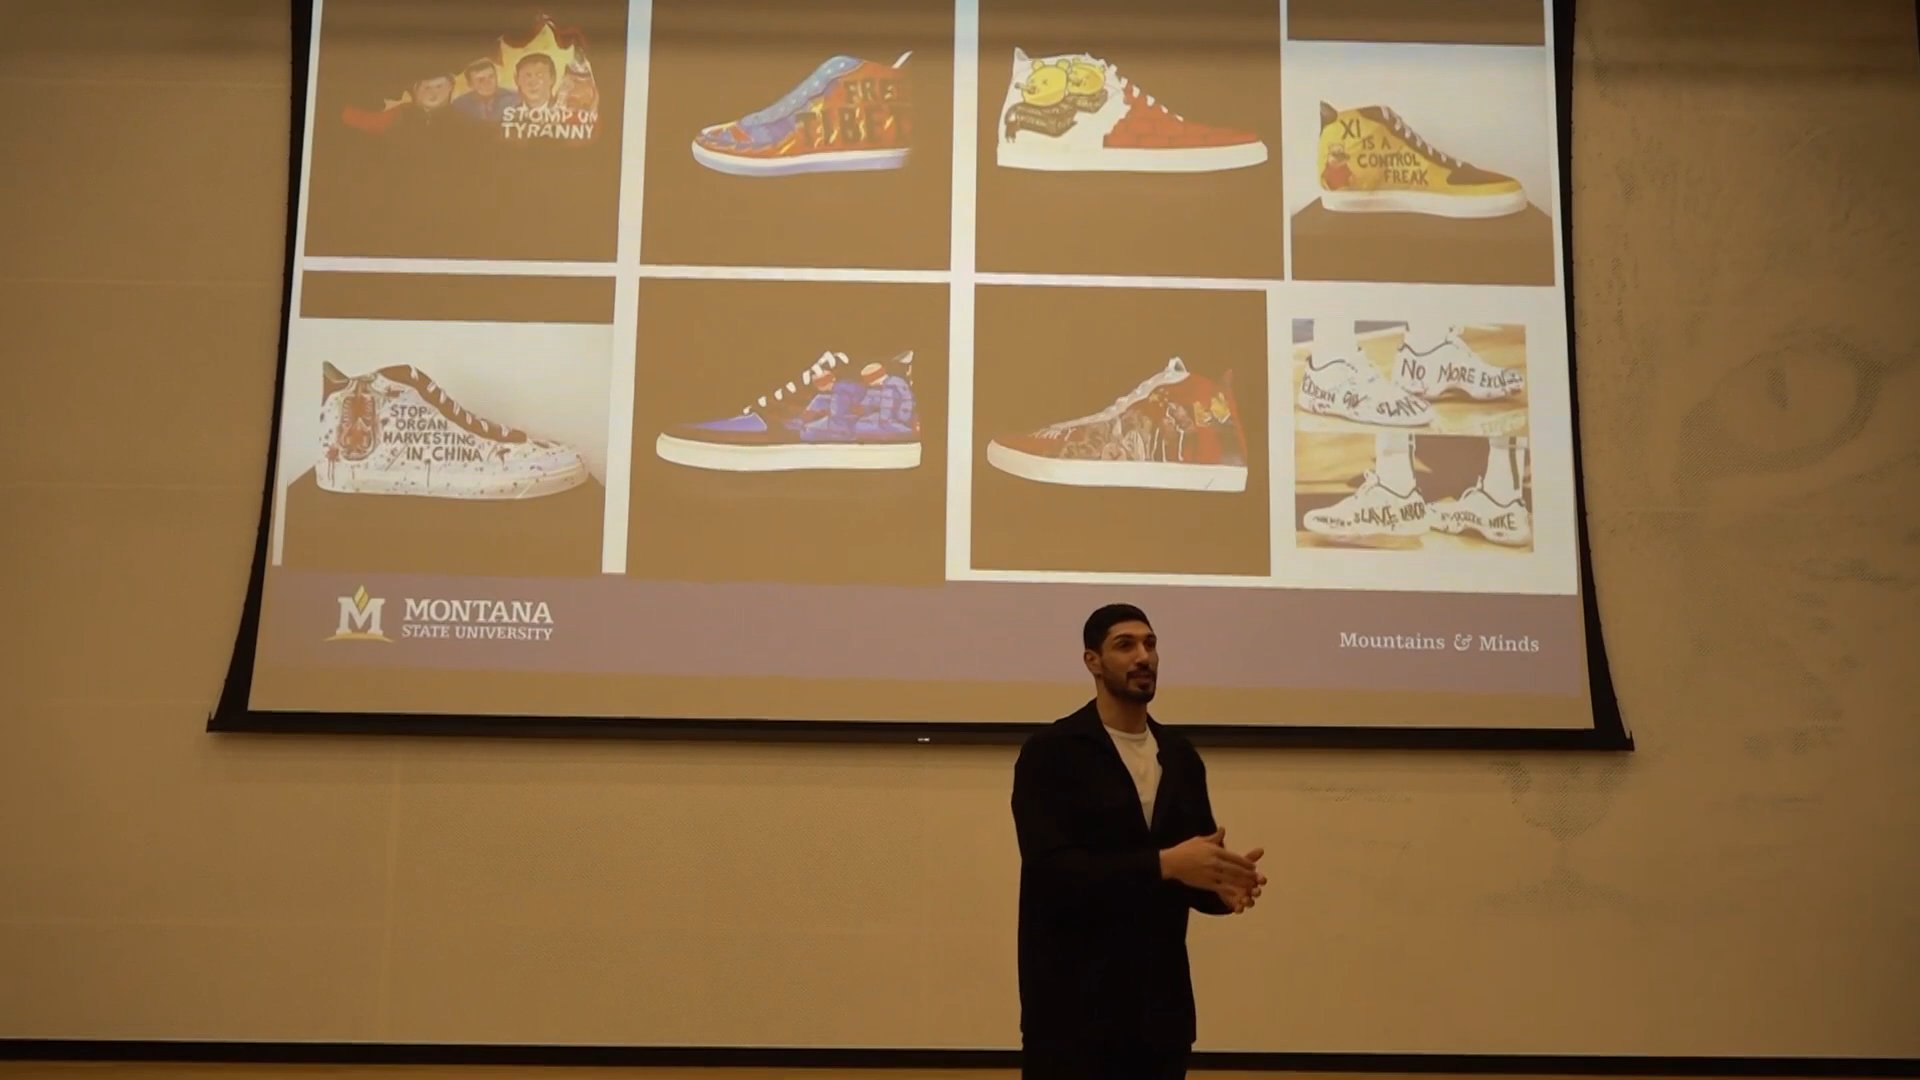 STOMP ON
TYRANNY
FREE
TIBET
XI
IS A
CONTROL
FREAK
STOP
ORGAN
HARVESTING
IN CHINA
NO MORE
SLAVE
NIKE
M
MONTANA
STATE UNIVERSITY
Mountains & Minds